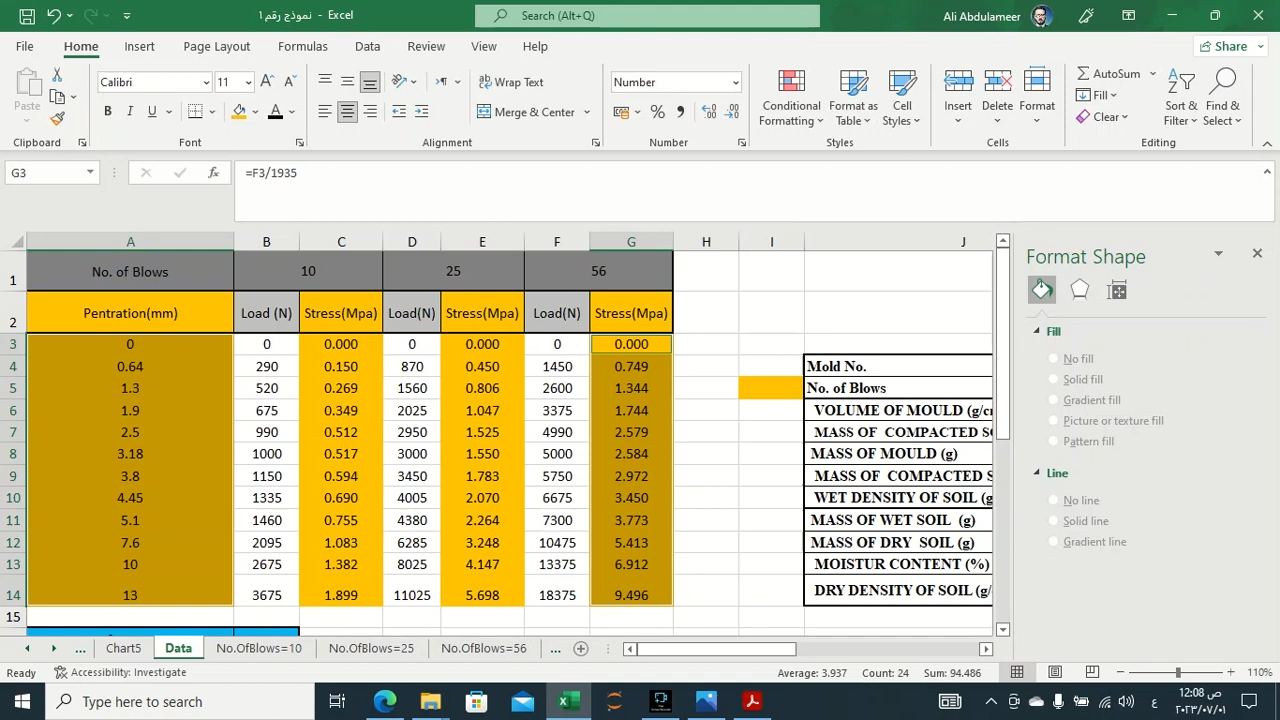 نموذج رقم١ - Excel
Search (Alt+Q)
Ali Abdulameer
File Home Insert Page Layout Formulas Data Review View Help
Share
Calibri 11
Wrap Text
Number
Paste
B I U
Merge & Center
Conditional Formatting
Format as Table
Cell Styles
Insert
Delete
Format
AutoSum
Fill
Clear
Sort & Filter
Find & Select
Clipboard Font Alignment Number Styles Cells Editing
G3 fx =F3/1935
A B C D E F G H I J
1 No. of Blows 10 25 56
2 Pentration(mm) Load (N) Stress(Mpa) Load(N) Stress(Mpa) Load(N) Stress(Mpa)
3 0 0 0.000 0 0.000 0 0.000
4 0.64 290 0.150 870 0.450 1450 0.749 Mold No.
5 1.3 520 0.269 1560 0.806 2600 1.344 No. of Blows
6 1.9 675 0.349 2025 1.047 3375 1.744 VOLUME OF MOULD (g/cm
7 2.5 990 0.512 2950 1.525 4990 2.579 MASS OF COMPACTED SO
8 3.18 1000 0.517 3000 1.550 5000 2.584 MASS OF MOULD (g)
9 3.8 1150 0.594 3450 1.783 5750 2.972 MASS OF COMPACTED S
10 4.45 1335 0.690 4005 2.070 6675 3.450 WET DENSITY OF SOIL (g
11 5.1 1460 0.755 4380 2.264 7300 3.773 MASS OF WET SOIL (g)
12 7.6 2095 1.083 6285 3.248 10475 5.413 MASS OF DRY SOIL (g)
13 10 2675 1.382 8025 4.147 13375 6.912 MOISTUR CONTENT (%)
14 13 3675 1.899 11025 5.698 18375 9.496 DRY DENSITY OF SOIL (g/
15
Format Shape
Fill
No fill
Solid fill
Gradient fill
Picture or texture fill
Pattern fill
Line
No line
Solid line
Gradient line
... Chart5 Data No.OfBlows=10 No.OfBlows=25 No.OfBlows=56 ...
Ready Accessibility: Investigate Average: 3.937 Count: 24 Sum: 94.486 110%
Type here to search
ع
12:08 ص
٢٠٢٣/٠٧/٠١